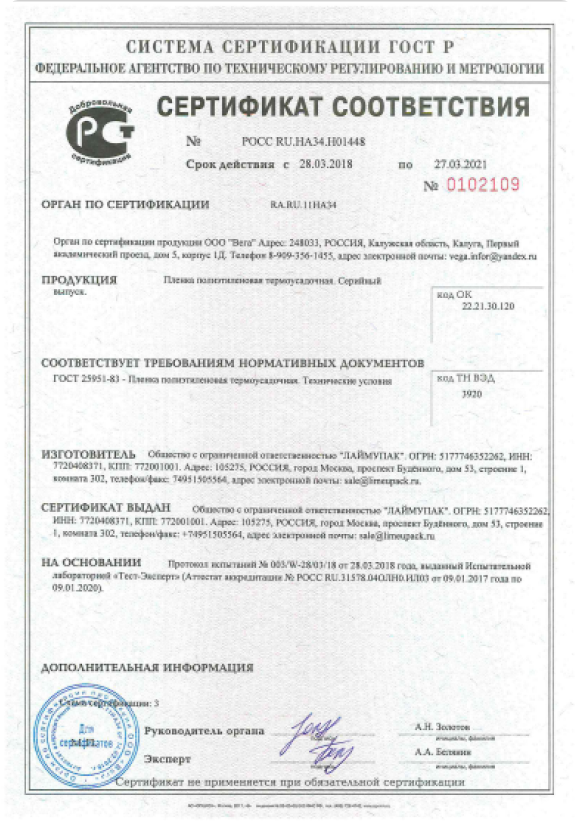 СИСТЕМА СЕРТИФИКАЦИИ ГОСТ Р
ФЕДЕРАЛЬНОЕ АГЕНТСТВО ПО ТЕХНИЧЕСКОМУ РЕГУЛИРОВАНИЮ И МЕТРОЛОГИИ
Добровольная
сертификация
СЕРТИФИКАТ СООТВЕТСТВИЯ
№ РОСС RU.НА34.Н01448
Срок действия с 28.03.2018 по 27.03.2021
№ 0102109
ОРГАН ПО СЕРТИФИКАЦИИ RA.RU.11НА34
Орган по сертификации продукции ООО "Вега" Адрес: 248033, РОССИЯ, Калужская область, Калуга, Первый
академический проезд, дом 5, корпус 1Д. Телефон 8-909-356-1455, адрес электронной почты: vega.infor@yandex.ru
ПРОДУКЦИЯ Пленка полиэтиленовая термоусадочная. Серийный
выпуск.
код ОК
22.21.30.120
СООТВЕТСТВУЕТ ТРЕБОВАНИЯМ НОРМАТИВНЫХ ДОКУМЕНТОВ
ГОСТ 25951-83 - Пленка полиэтиленовая термоусадочная. Технические условия
код ТН ВЭД
3920
ИЗГОТОВИТЕЛЬ Общество с ограниченной ответственностью "ЛАЙМУПАК". ОГРН: 5177746352262, ИНН:
7720408371, КПП: 772001001. Адрес: 105275, РОССИЯ, город Москва, проспект Будённого, дом 53, строение 1,
комната 302, телефон/факс: 74951505564, адрес электронной почты: sale@limeupack.ru.
СЕРТИФИКАТ ВЫДАН Общество с ограниченной ответственностью "ЛАЙМУПАК". ОГРН: 5177746352262,
ИНН: 7720408371, КПП: 772001001. Адрес: 105275, РОССИЯ, город Москва, проспект Будённого, дом 53, строение
1, комната 302, телефон/факс: +74951505564, адрес электронной почты: sale@limeupack.ru
НА ОСНОВАНИИ Протокол испытаний № 003/W-28/03/18 от 28.03.2018 года, выданный Испытательной
лабораторией «Тест-Эксперт» (Аттестат аккредитации № РОСС RU.31578.04ОЛН0.ИЛ03 от 09.01.2017 года по
09.01.2020).
ДОПОЛНИТЕЛЬНАЯ ИНФОРМАЦИЯ
Схема сертификации: 3
Для
сертификатов
Руководитель органа
подпись
А.Н. Золотов
инициалы, фамилия
Эксперт
подпись
А.А. Белякин
инициалы, фамилия
Сертификат не применяется при обязательной сертификации